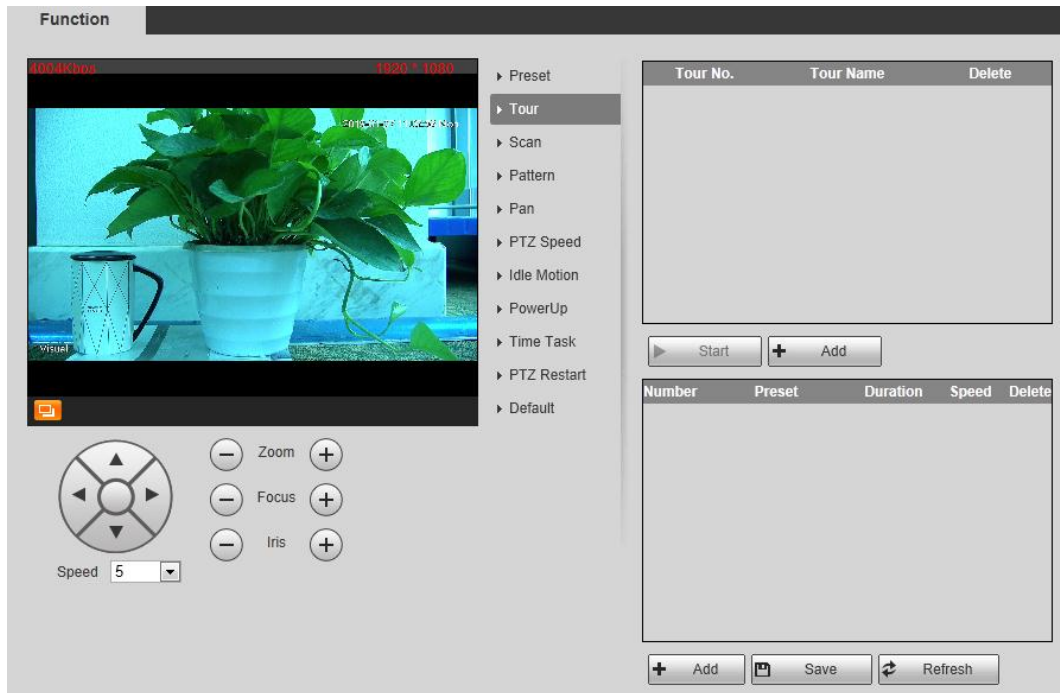 Function
4004Kbps 1920 * 1080
Visual
Preset
Tour
Scan
Pattern
Pan
PTZ Speed
Idle Motion
PowerUp
Time Task
PTZ Restart
Default
Zoom
Focus
Iris
Speed 5
Tour No. Tour Name Delete
Start Add
Number Preset Duration Speed Delete
Add Save Refresh